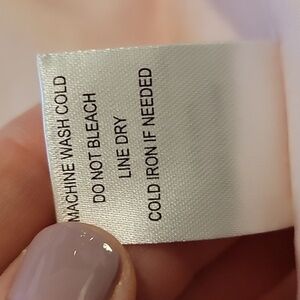 MACHINE WASH COLD
DO NOT BLEACH
LINE DRY
COLD IRON IF NEEDED